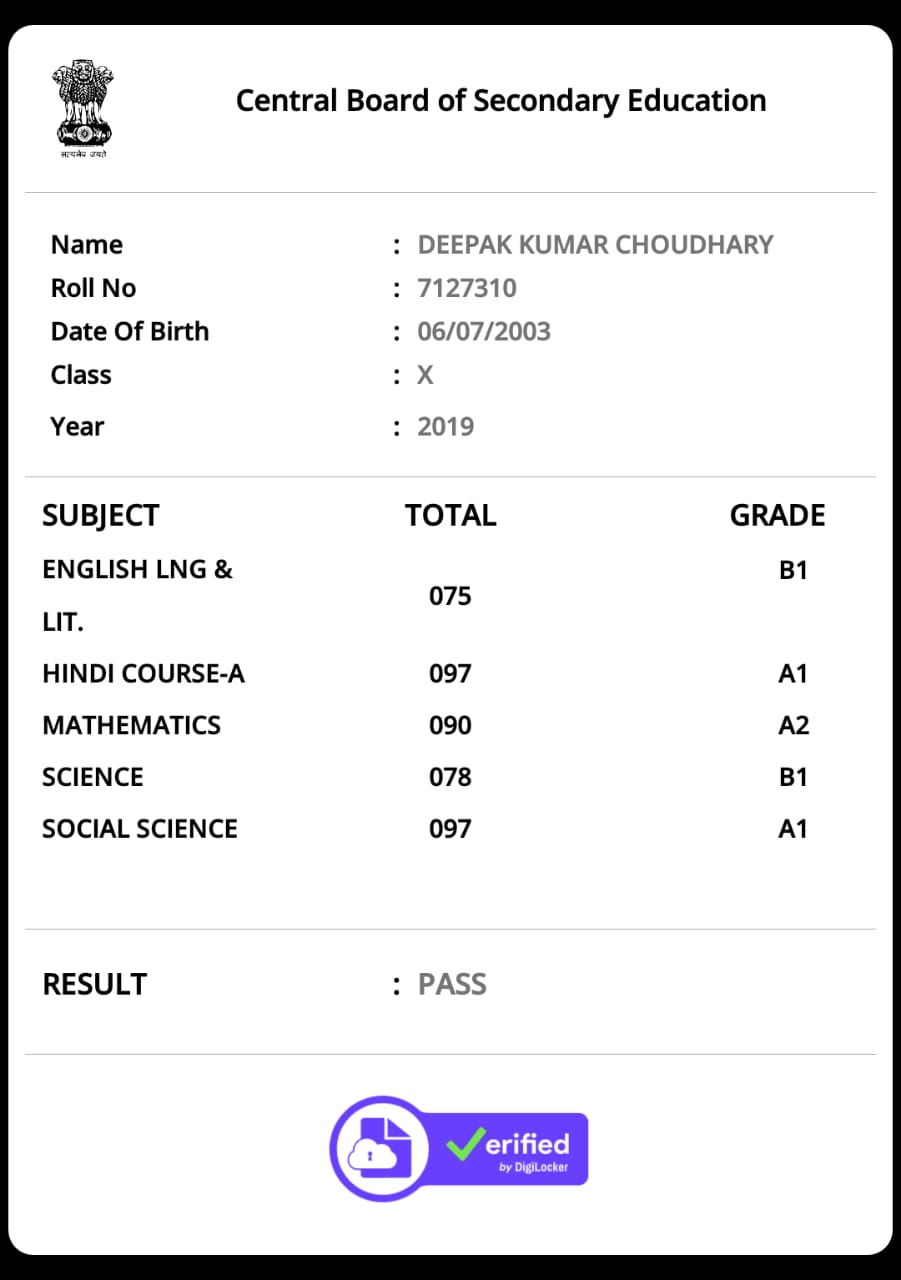 सत्यमेव जयते
Central Board of Secondary Education
Name : DEEPAK KUMAR CHOUDHARY
Roll No : 7127310
Date Of Birth : 06/07/2003
Class : X
Year : 2019
SUBJECT TOTAL GRADE
ENGLISH LNG & LIT. 075 B1
HINDI COURSE-A 097 A1
MATHEMATICS 090 A2
SCIENCE 078 B1
SOCIAL SCIENCE 097 A1
RESULT : PASS
erified
by DigiLocker